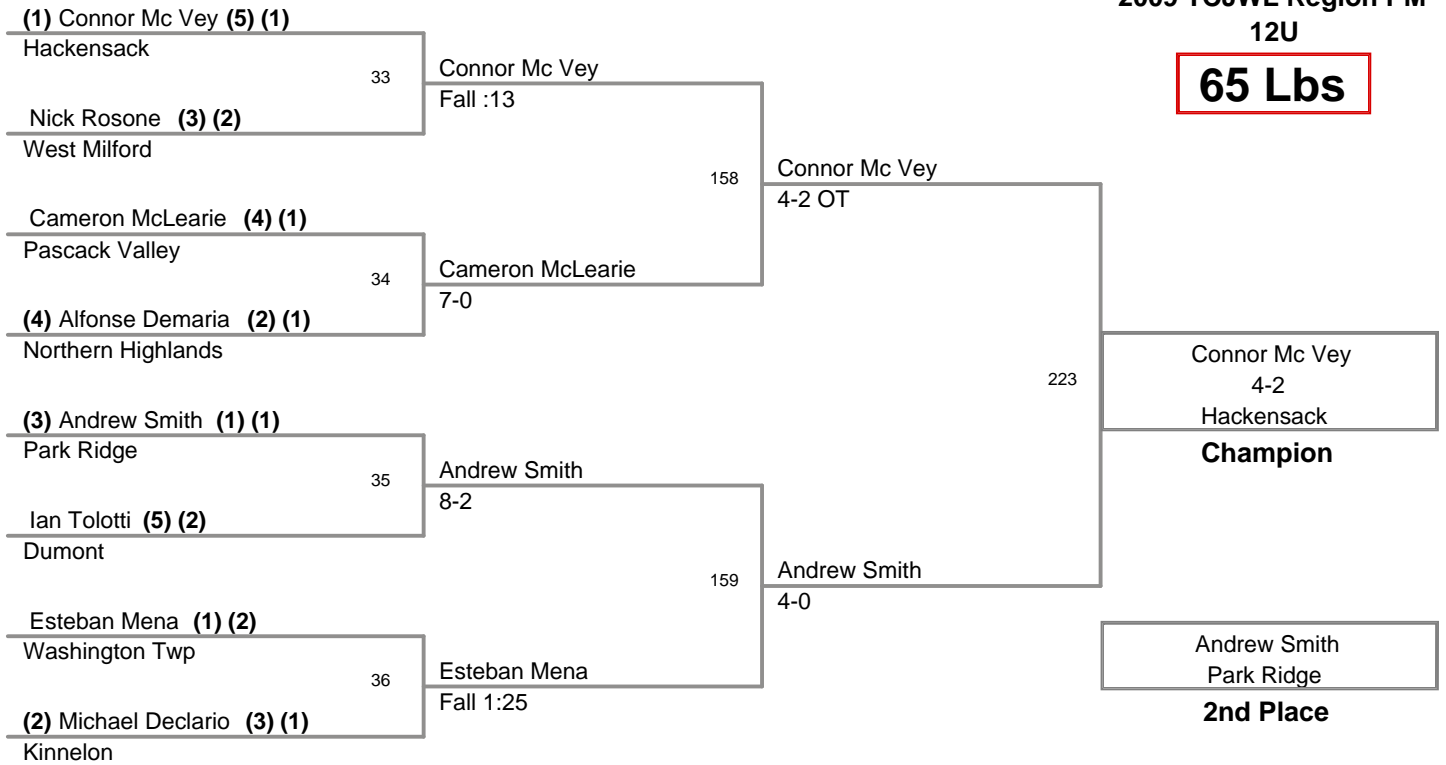 2009 TCJWL Region PM
12U
65 Lbs
(1) Connor Mc Vey (5) (1)
Hackensack
33
Nick Rosone (3) (2)
West Milford
Connor Mc Vey
Fall :13
158
Cameron McLearie (4) (1)
Pascack Valley
34
(4) Alfonse Demaria (2) (1)
Northern Highlands
Cameron McLearie
7-0
Connor Mc Vey
4-2 OT
(3) Andrew Smith (1) (1)
Park Ridge
35
Ian Tolotti (5) (2)
Dumont
Andrew Smith
8-2
159
Esteban Mena (1) (2)
Washington Twp
36
(2) Michael Declario (3) (1)
Kinnelon
Esteban Mena
Fall 1:25
Andrew Smith
4-0
223
Connor Mc Vey
4-2
Hackensack
Champion
Andrew Smith
Park Ridge
2nd Place